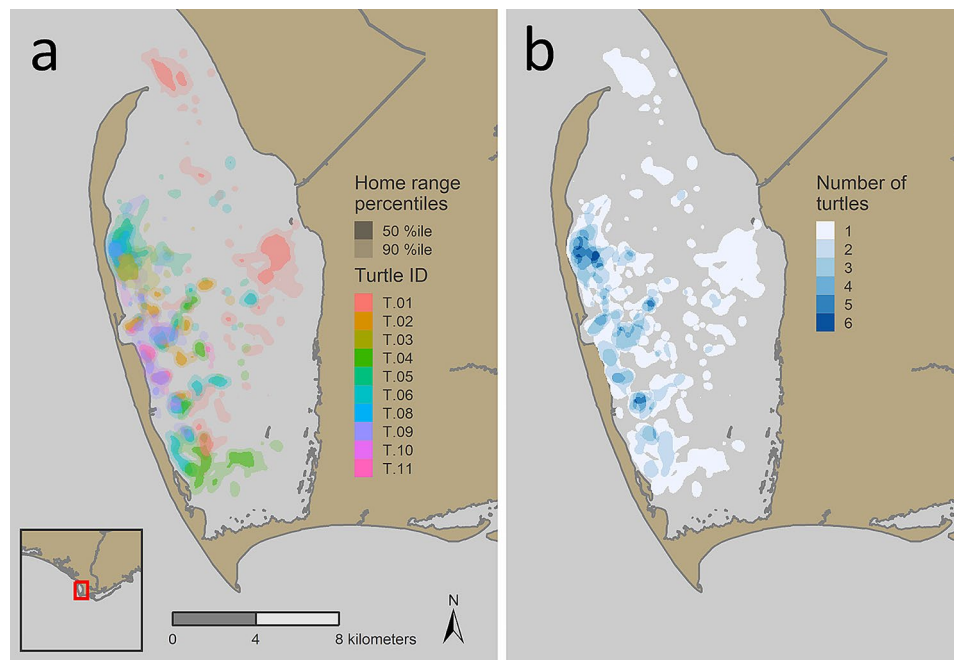 a
Home range
percentiles
50 %ile
90 %ile
Turtle ID
T.01
T.02
T.03
T.04
T.05
T.06
T.08
T.09
T.10
T.11
0 4 8 kilometers
N
b
Number of
turtles
1
2
3
4
5
6